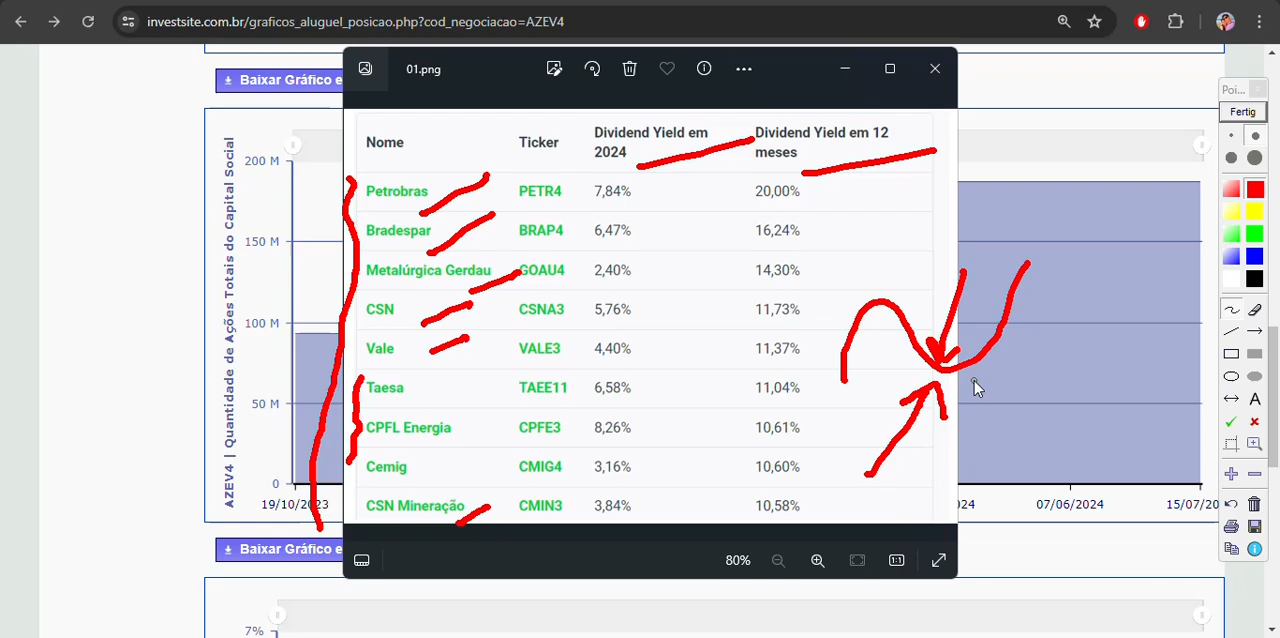 investsite.com.br/graficos_aluguel_posicao.php?cod_negociacao=AZEV4
Baixar Gráfico e
01.png
Poi...
Fertig
Nome Ticker Dividend Yield em 2024 Dividend Yield em 12 meses
Petrobras PETR4 7,84% 20,00%
Bradespar BRAP4 6,47% 16,24%
Metalúrgica Gerdau GOAU4 2,40% 14,30%
CSN CSNA3 5,76% 11,73%
Vale VALE3 4,40% 11,37%
Taesa TAEE11 6,58% 11,04%
CPFL Energia CPFE3 8,26% 10,61%
Cemig CMIG4 3,16% 10,60%
CSN Mineração CMIN3 3,84% 10,58%
AZEV4 | Quantidade de Ações Totais do Capital Social
200 M
150 M
100 M
50 M
0
19/10/2023 07/06/2024 15/07/20
A
80%
1:1
Baixar Gráfico e
7%